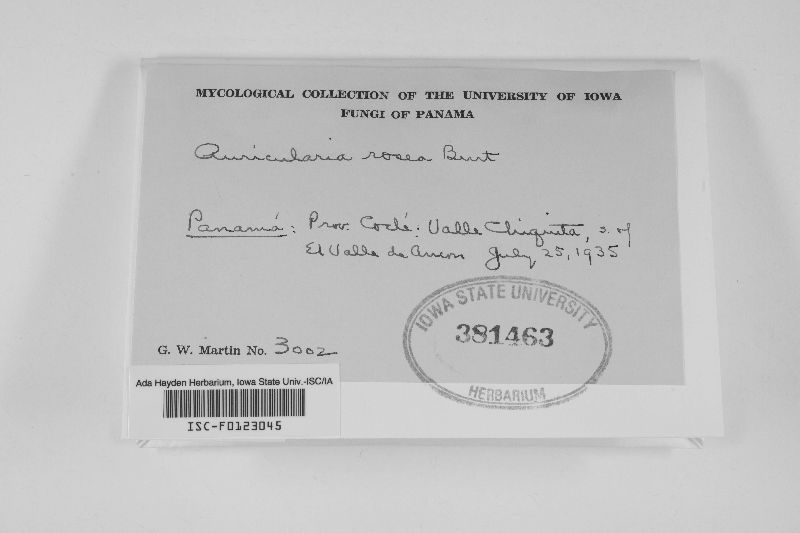 MYCOLOGICAL COLLECTION OF THE UNIVERSITY OF IOWA
FUNGI OF PANAMA
Auricularia rosea Burt
Panamá: Prov. Coclé: Valle Chiquita, s. of
El Valle de Anton July 25, 1935
IOWA STATE UNIVERSITY
381463
HERBARIUM
G. W. Martin No. 3002
Ada Hayden Herbarium, Iowa State Univ.-ISC/IA
ISC-F0123045